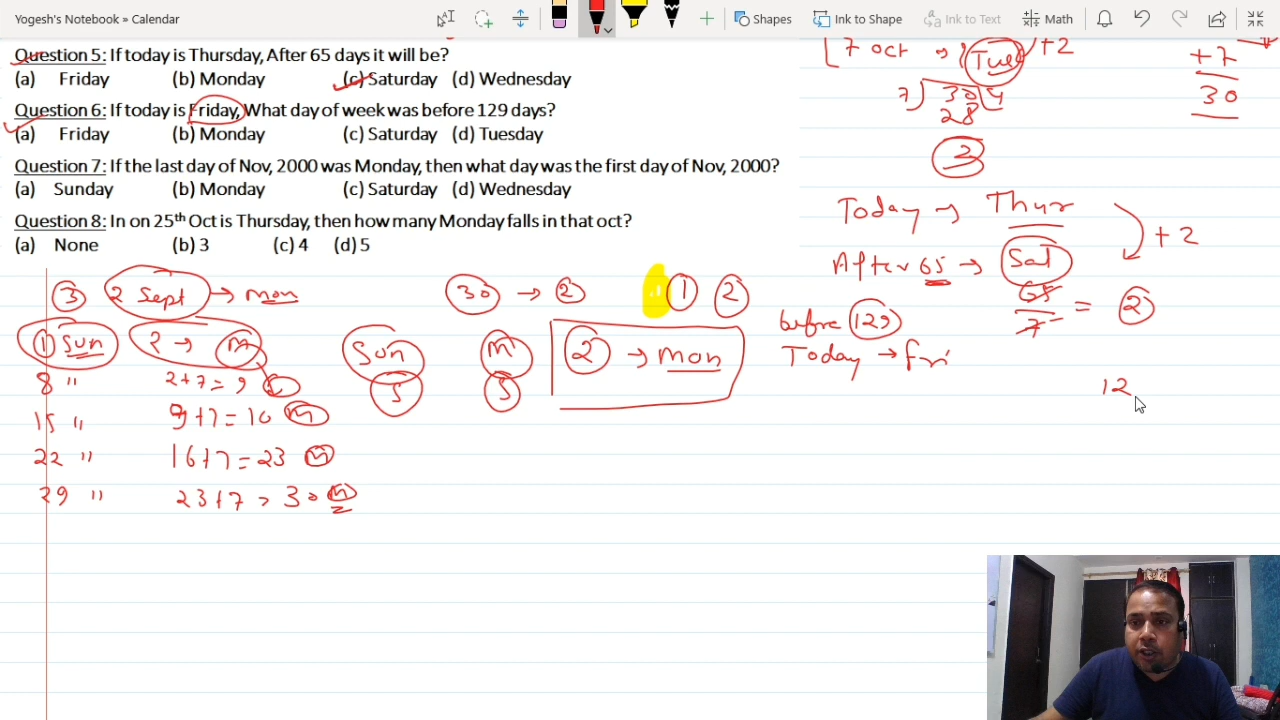 Yogesh's Notebook » Calendar
Shapes Ink to Shape Ink to Text Math
Question 5: If today is Thursday, After 65 days it will be?
(a) Friday (b) Monday (c) Saturday (d) Wednesday
Question 6: If today is Friday, What day of week was before 129 days?
(a) Friday (b) Monday (c) Saturday (d) Tuesday
Question 7: If the last day of Nov, 2000 was Monday, then what day was the first day of Nov, 2000?
(a) Sunday (b) Monday (c) Saturday (d) Wednesday
Question 8: In on 25th Oct is Thursday, then how many Monday falls in that oct?
(a) None (b) 3 (c) 4 (d) 5
3 2 Sept → mon 30 → 2 1 2
1 Sun 2 → M Sun M 2 → mon
8 " 2+7=9 5 5
15 " 9+7=16 m
22 " 16+7=23 m
29 " 23+7=30 m
7 oct → Tues +2 +7
7) 30 (4 30
28
2
Today → Thur
+2
After 65 → Sat
65/7 = 2
before 129
Today → fri
12